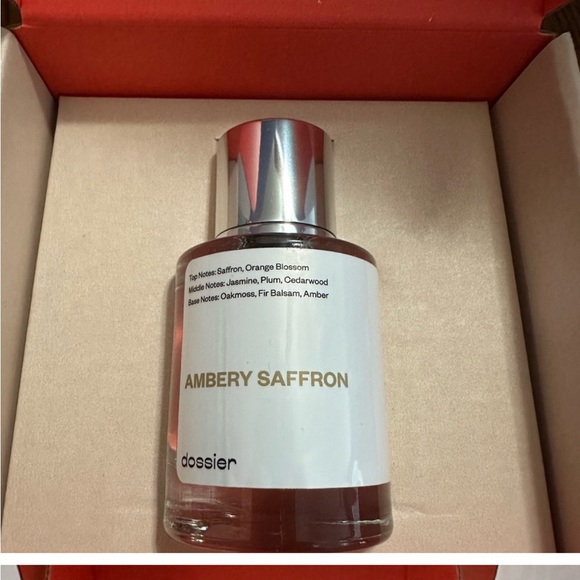 Top Notes: Saffron, Orange Blossom
Middle Notes: Jasmine, Plum, Cedarwood
Base Notes: Oakmoss, Fir Balsam, Amber
AMBERY SAFFRON
dossier